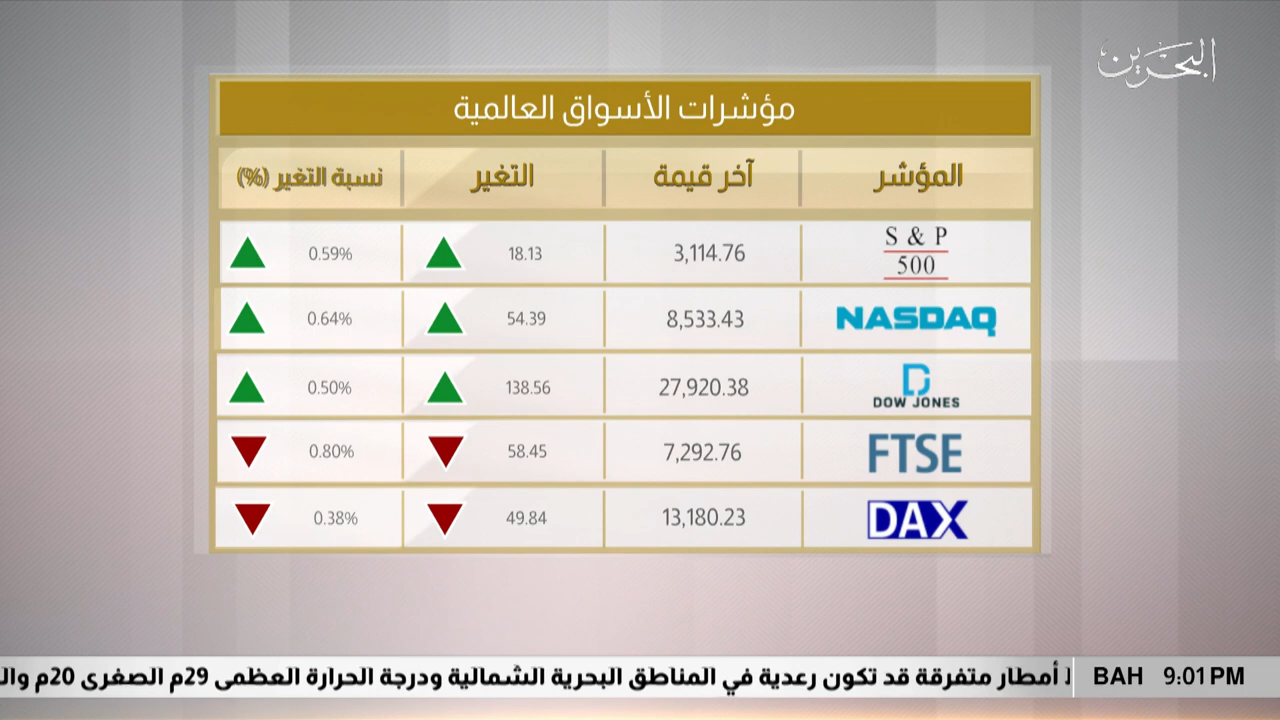 البحرين
مؤشرات الأسواق العالمية
المؤشر آخر قيمة التغير نسبة التغير (%)
S & P 500 3,114.76 18.13 0.59%
NASDAQ 8,533.43 54.39 0.64%
DOW JONES 27,920.38 138.56 0.50%
FTSE 7,292.76 58.45 0.80%
DAX 13,180.23 49.84 0.38%
أمطار متفرقة قد تكون رعدية في المناطق البحرية الشمالية ودرجة الحرارة العظمى 29م الصغرى 20م
BAH 9:01 PM